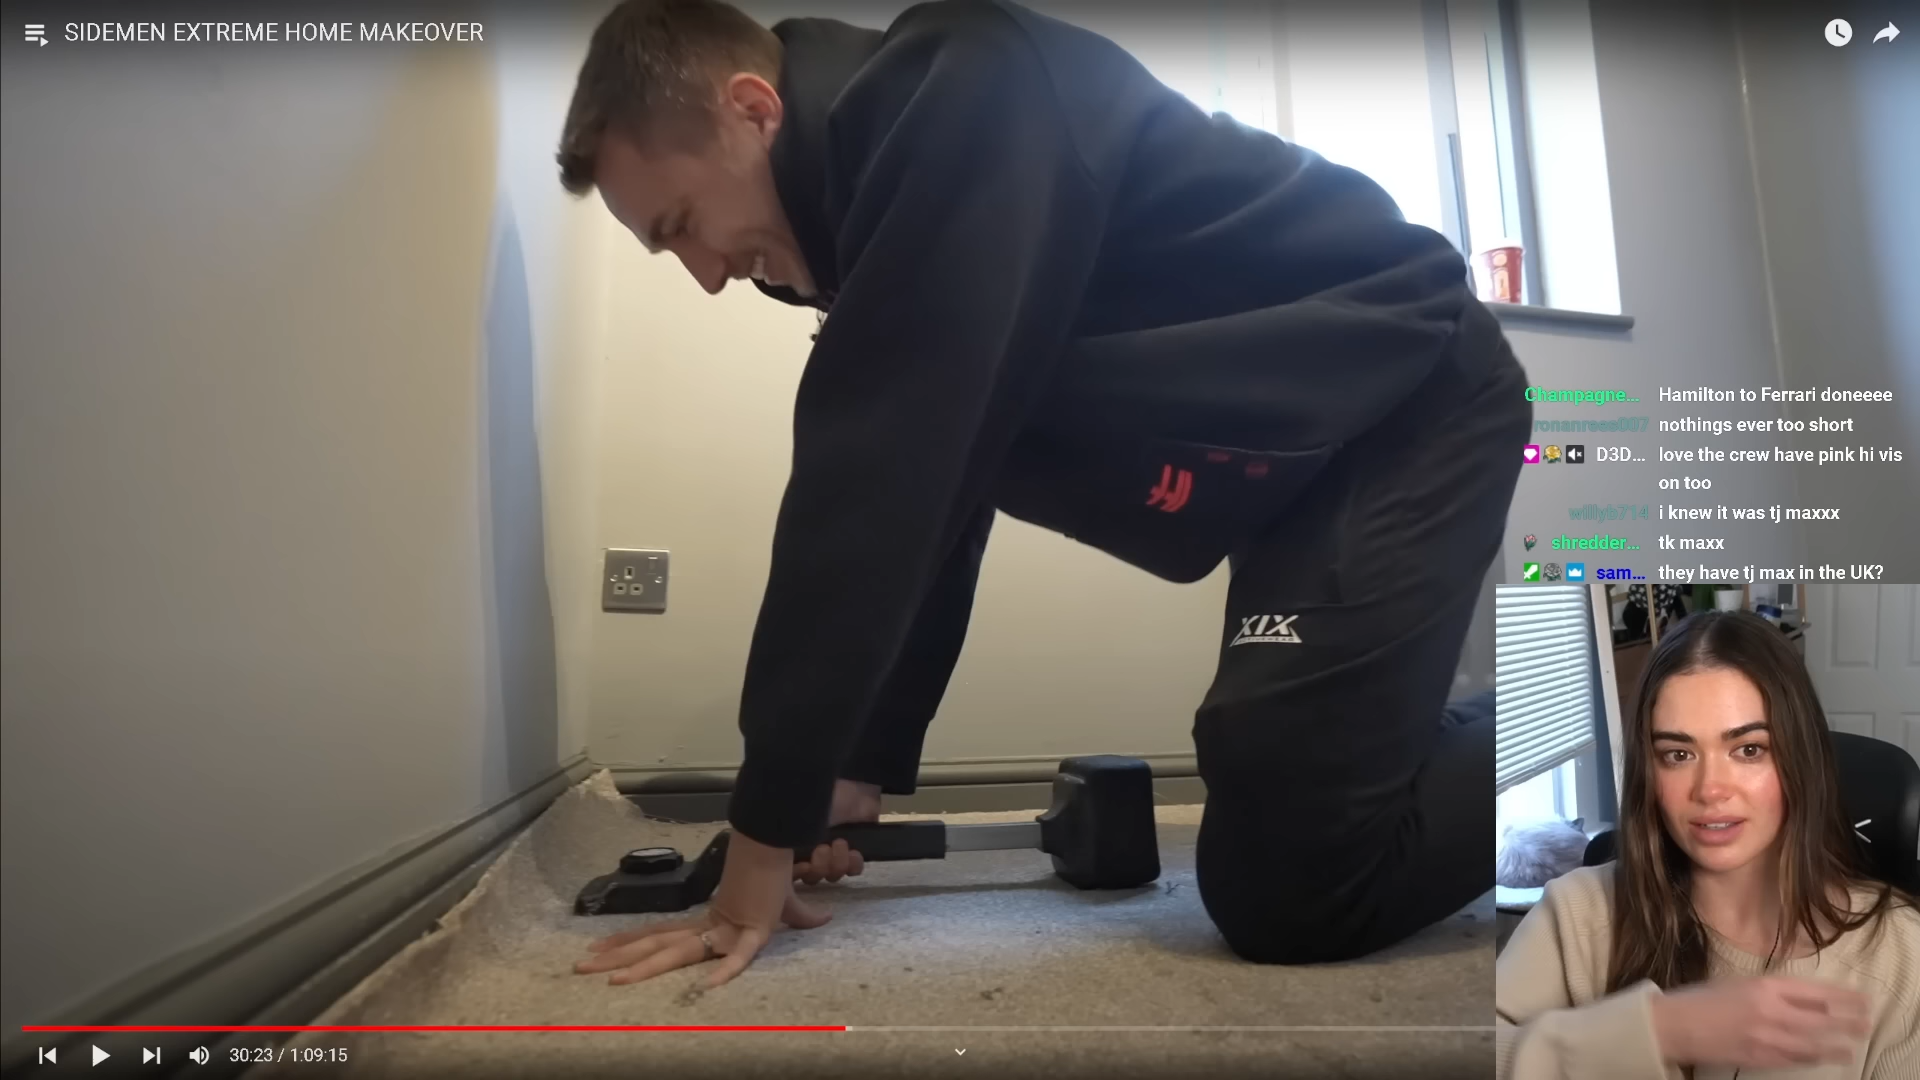 SIDEMEN EXTREME HOME MAKEOVER
Champagne... Hamilton to Ferrari doneeee
ronanrees007 nothings ever too short
D3D... love the crew have pink hi vis
on too
willyb714 i knew it was tj maxxx
shredder... tk maxx
sam... they have tj max in the UK?
XIX
30:23 / 1:09:15